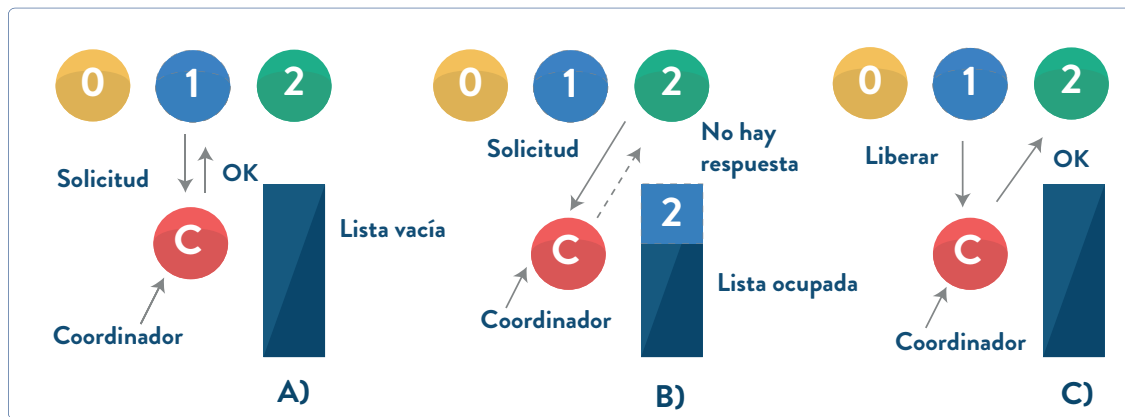 0
1
2
Solicitud
OK
C
Lista vacía
Coordinador
A)
0
1
2
Solicitud
No hay
respuesta
2
C
Lista ocupada
Coordinador
B)
0
1
2
Liberar
OK
C
Coordinador
C)